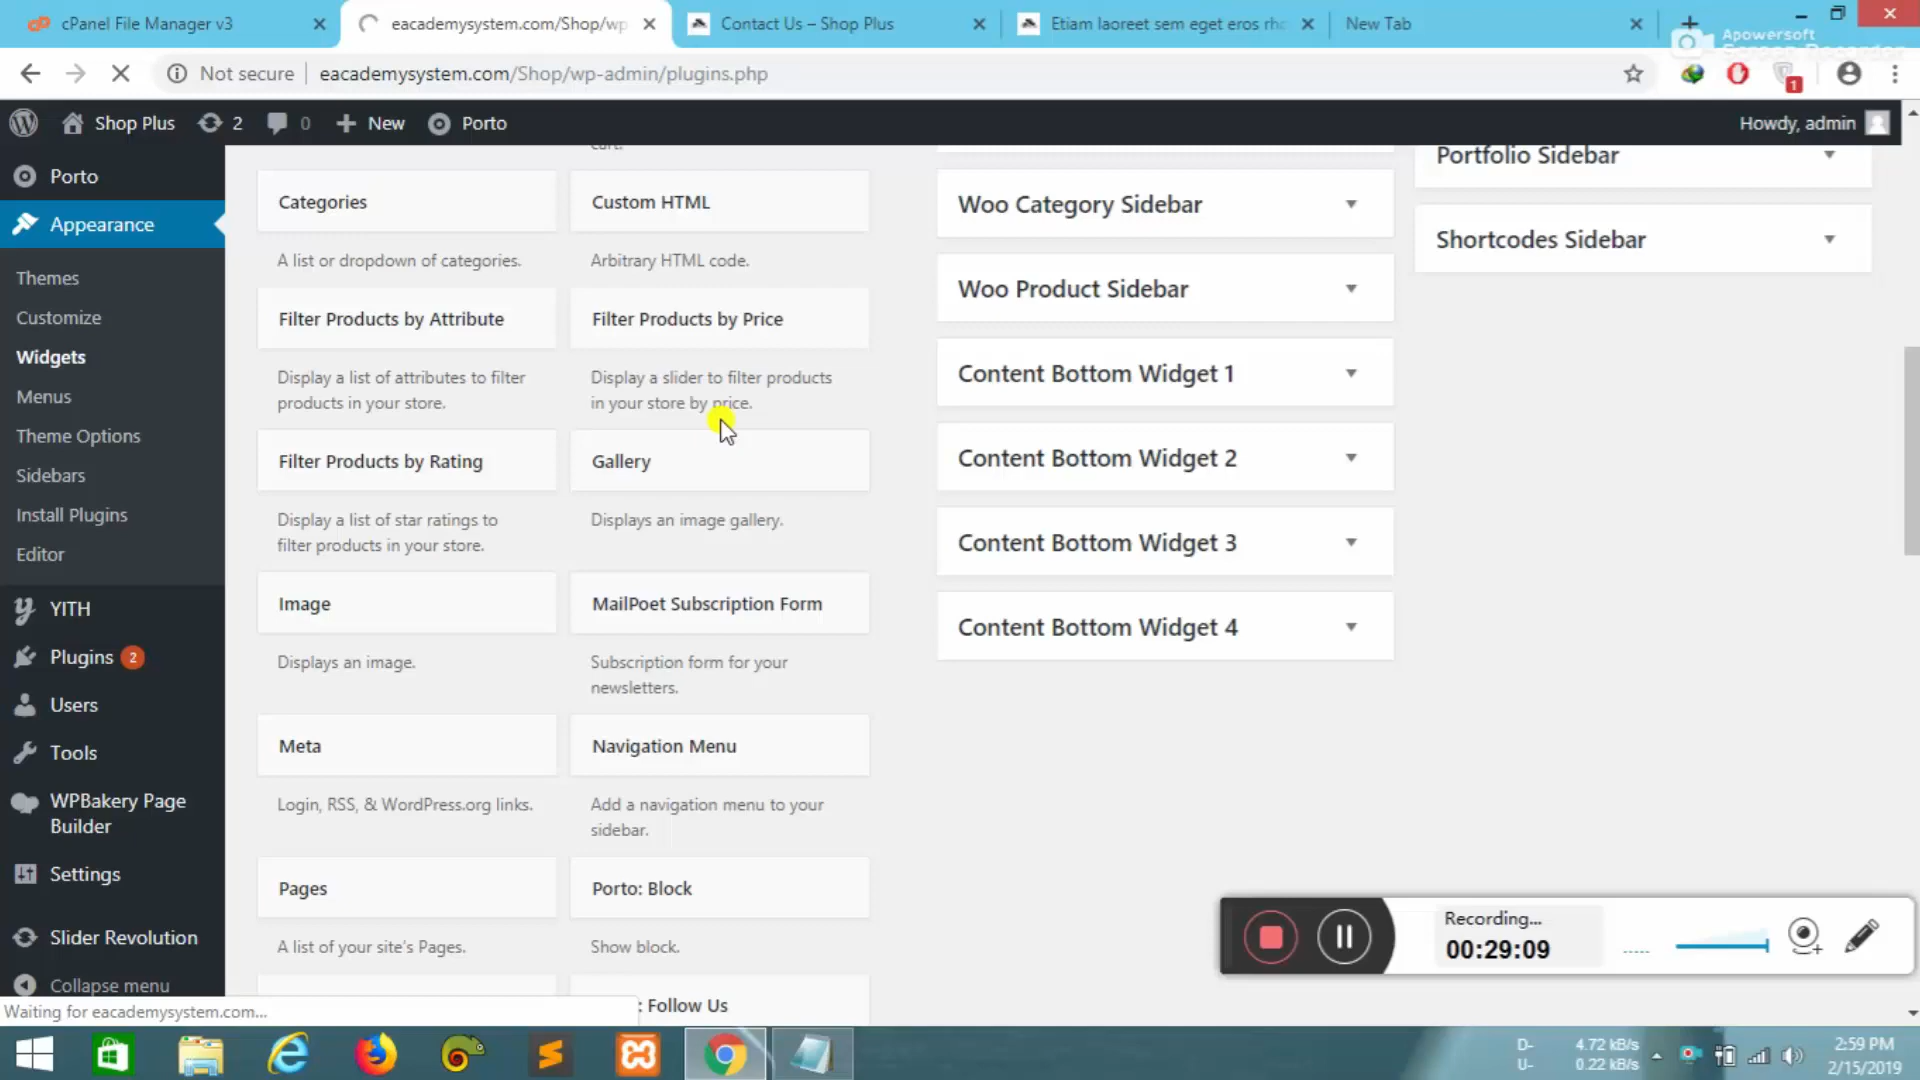 cPanel File Manager v3
eacademysystem.com/Shop/wp
Contact Us – Shop Plus
Etiam laoreet sem eget eros rho
New Tab
Apowersoft
Screen Recorder
Not secure
eacademysystem.com/Shop/wp-admin/plugins.php
1
Shop Plus
2
0
New
Porto
Howdy, admin
Porto
Appearance
Themes
Customize
Widgets
Menus
Theme Options
Sidebars
Install Plugins
Editor
YITH
Plugins 2
Users
Tools
WPBakery Page
Builder
Settings
Slider Revolution
Collapse menu
cart.
Categories
Custom HTML
A list or dropdown of categories.
Arbitrary HTML code.
Filter Products by Attribute
Filter Products by Price
Display a list of attributes to filter
products in your store.
Display a slider to filter products
in your store by price.
Filter Products by Rating
Gallery
Display a list of star ratings to
filter products in your store.
Displays an image gallery.
Image
MailPoet Subscription Form
Displays an image.
Subscription form for your
newsletters.
Meta
Navigation Menu
Login, RSS, & WordPress.org links.
Add a navigation menu to your
sidebar.
Pages
Porto: Block
A list of your site's Pages.
Show block.
: Follow Us
Woo Category Sidebar
Woo Product Sidebar
Content Bottom Widget 1
Content Bottom Widget 2
Content Bottom Widget 3
Content Bottom Widget 4
Portfolio Sidebar
Shortcodes Sidebar
Recording...
00:29:09
Waiting for eacademysystem.com...
D-
4.72 kB/s
U-
0.22 kB/s
2:59 PM
2/15/2019